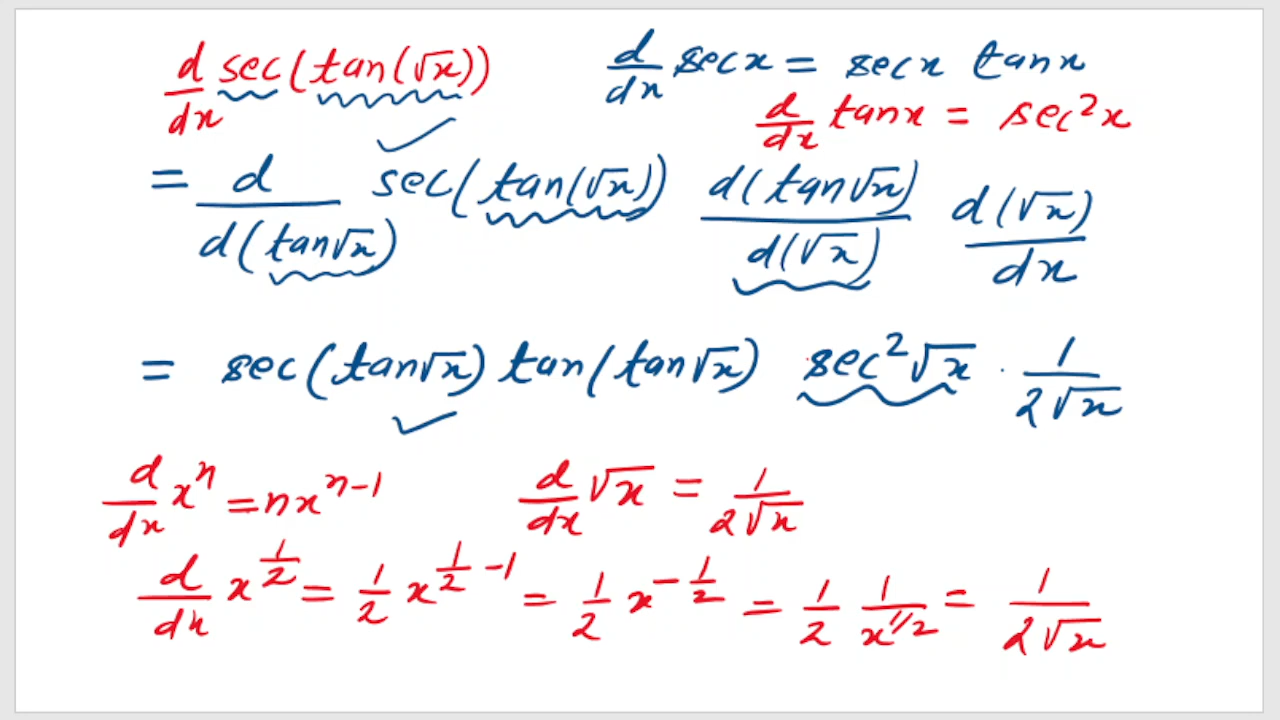 d/dx sec(tan(√x)) d/dx sec x = sec x tan x
d/dx tan x = sec²x
= d/d(tan√x) sec(tan(√x)) d(tan√x)/d(√x) d(√x)/dx
= sec(tan√x) tan(tan√x) sec²√x · 1/2√x
d/dx xⁿ = nxⁿ⁻¹ d/dx √x = 1/2√x
d/dx x^(1/2) = 1/2 x^(1/2 -1) = 1/2 x^(-1/2) = 1/2 1/x^(1/2) = 1/2√x